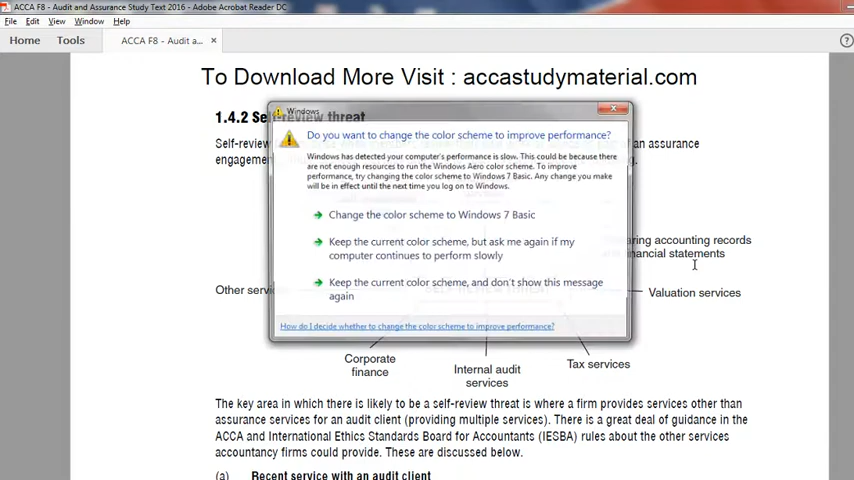 ACCA F8 - Audit and Assurance Study Text 2016 - Adobe Acrobat Reader DC
File Edit View Window Help
Home Tools ACCA F8 - Audit a... ×
To Download More Visit : accastudymaterial.com
1.4.2 Self-review threat
Windows
Self-review
an assurance
engagement
Do you want to change the color scheme to improve performance?
Windows has detected your computer's performance is slow. This could be because there
are not enough resources to run the Windows Aero color scheme. To improve
performance, try changing the color scheme to Windows 7 Basic. Any change you make
will be in effect until the next time you log on to Windows.
Change the color scheme to Windows 7 Basic
Keep the current color scheme, but ask me again if my
computer continues to perform slowly
Keep the current color scheme, and don't show this message
again
How do I decide whether to change the color scheme to improve performance?
aring accounting records
financial statements
Other servi
Valuation services
Corporate
finance
Internal audit
services
Tax services
The key area in which there is likely to be a self-review threat is where a firm provides services other than
assurance services for an audit client (providing multiple services). There is a great deal of guidance in the
ACCA and International Ethics Standards Board for Accountants (IESBA) rules about the other services
accountancy firms could provide. These are discussed below.
(a) Recent service with an audit client